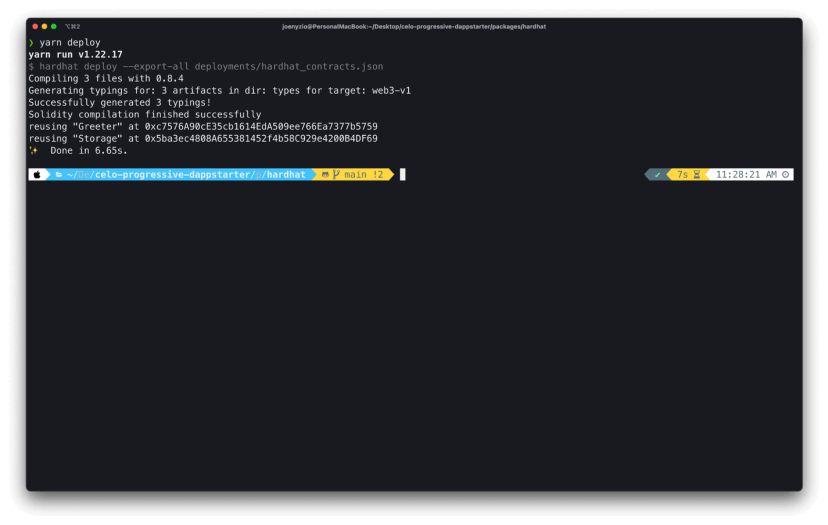 ⌥⌘2
joenyzio@PersonalMacBook:~/Desktop/celo-progressive-dappstarter/packages/hardhat
❯ yarn deploy
yarn run v1.22.17
$ hardhat deploy --export-all deployments/hardhat_contracts.json
Compiling 3 files with 0.8.4
Generating typings for: 3 artifacts in dir: types for target: web3-v1
Successfully generated 3 typings!
Solidity compilation finished successfully
reusing "Greeter" at 0xc7576A90cE35cb1614EdA509ee766Ea7377b5759
reusing "Storage" at 0x5ba3ec4808A655381452f4b58C929e4200B4DF69
✨ Done in 6.65s.
~/De/celo-progressive-dappstarter/p/hardhat main !2 ✔ 7s 11:28:21 AM